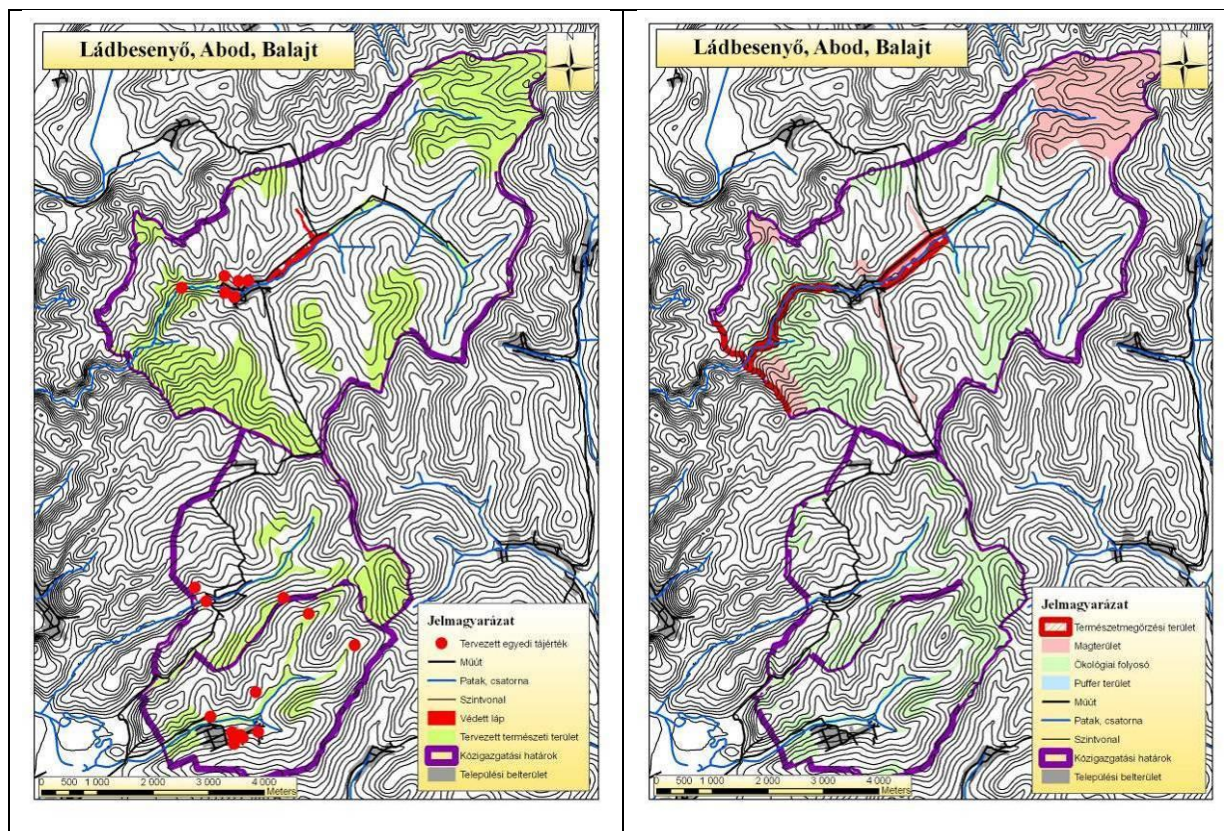 Ládbesenyő, Abod, Balajt
N
Jelmagyarázat
Tervezett egyedi tájérték
Műút
Patak, csatorna
Szintvonal
Védett láp
Tervezett természeti terület
Közigazgatási határok
Települési belterület
0 500 1 000 2 000 3 000 4 000
Meters
Ládbesenyő, Abod, Balajt
N
Jelmagyarázat
Természetmegőrzési terület
Magterület
Ökológiai folyosó
Puffer terület
Műút
Patak, csatorna
Szintvonal
Közigazgatási határok
Települési belterület
0 500 1 000 2 000 3 000 4 000
Meters